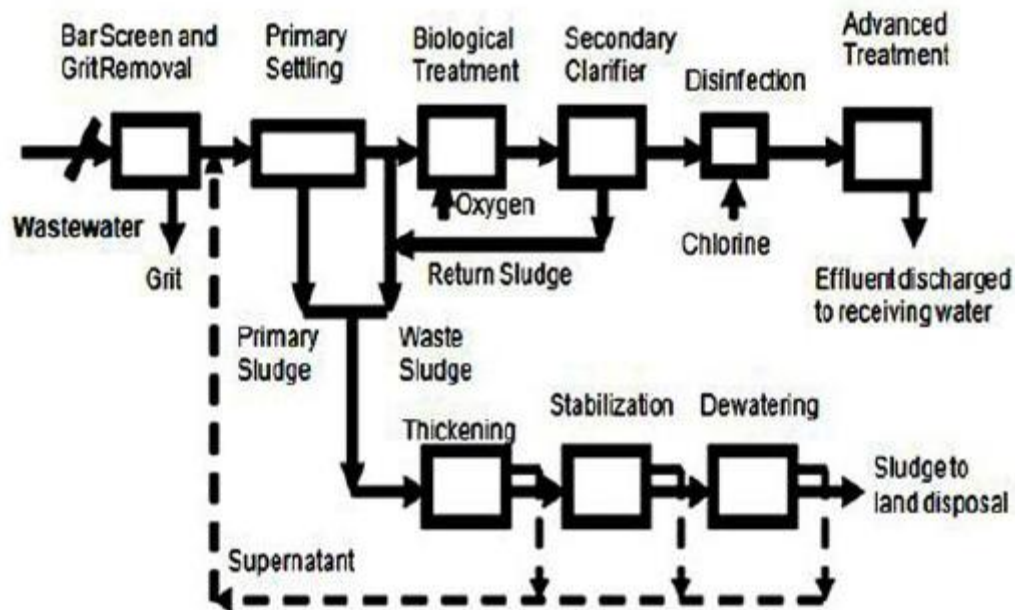 Bar Screen and
Grit Removal
Primary
Settling
Biological
Treatment
Secondary
Clarifier
Disinfection
Advanced
Treatment
Wastewater
Grit
Oxygen
Return Sludge
Chlorine
Effluent discharged
to receiving water
Primary
Sludge
Waste
Sludge
Thickening
Stabilization
Dewatering
Sludge to
land disposal
Supernatant